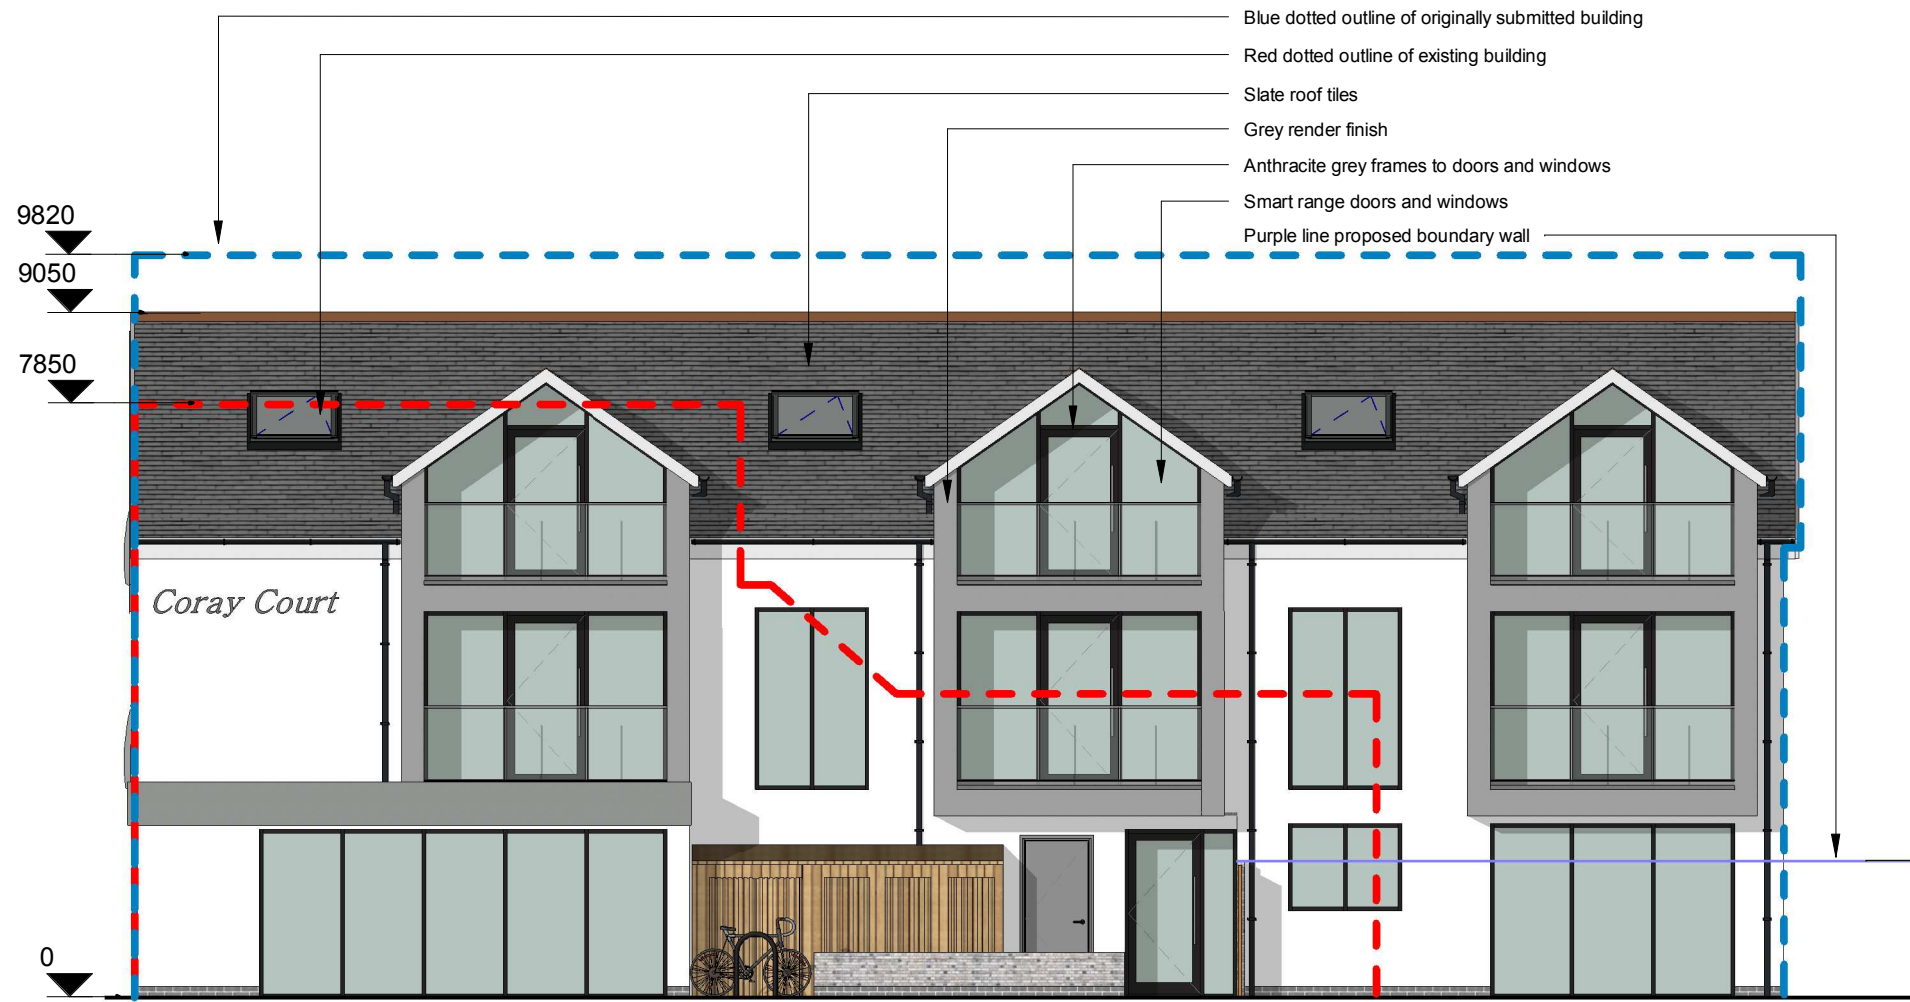 Blue dotted outline of originally submitted building
Red dotted outline of existing building
Slate roof tiles
Grey render finish
Anthracite grey frames to doors and windows
Smart range doors and windows
Purple line proposed boundary wall
9820
9050
7850
Coray Court
0